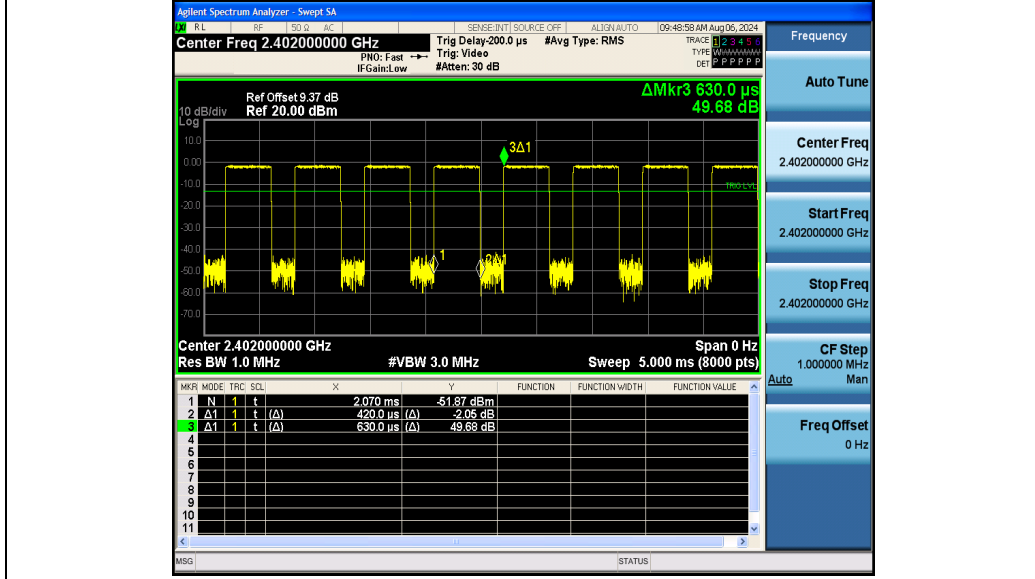 Agilent Spectrum Analyzer - Swept SA
RL RF 50 Ω AC SENSE:INT SOURCE OFF ALIGN AUTO 09:48:58 AM Aug 06, 2024
Center Freq 2.402000000 GHz
Trig Delay-200.0 µs #Avg Type: RMS
TRACE 1 2 3 4 5 6
PNO: Fast Trig: Video
TYPE
IFGain:Low #Atten: 30 dB
DET P P P P P P
ΔMkr3 630.0 µs
49.68 dB
Ref Offset 9.37 dB
10 dB/div Ref 20.00 dBm
Log
10.0
0.00
-10.0
-20.0
-30.0
-40.0
-50.0
-60.0
-70.0
3Δ1
TRIG LVL
1
2Δ1
Center 2.402000000 GHz Span 0 Hz
Res BW 1.0 MHz #VBW 3.0 MHz Sweep 5.000 ms (8000 pts)
MKR MODE TRC SCL X Y FUNCTION FUNCTION WIDTH FUNCTION VALUE
1 N 1 t 2.070 ms -51.87 dBm
2 Δ1 1 t (Δ) 420.0 µs (Δ) -2.05 dB
3 Δ1 1 t (Δ) 630.0 µs (Δ) 49.68 dB
4
5
6
7
8
9
10
11
MSG STATUS
Frequency
Auto Tune
Center Freq
2.402000000 GHz
Start Freq
2.402000000 GHz
Stop Freq
2.402000000 GHz
CF Step
1.000000 MHz
Auto Man
Freq Offset
0 Hz